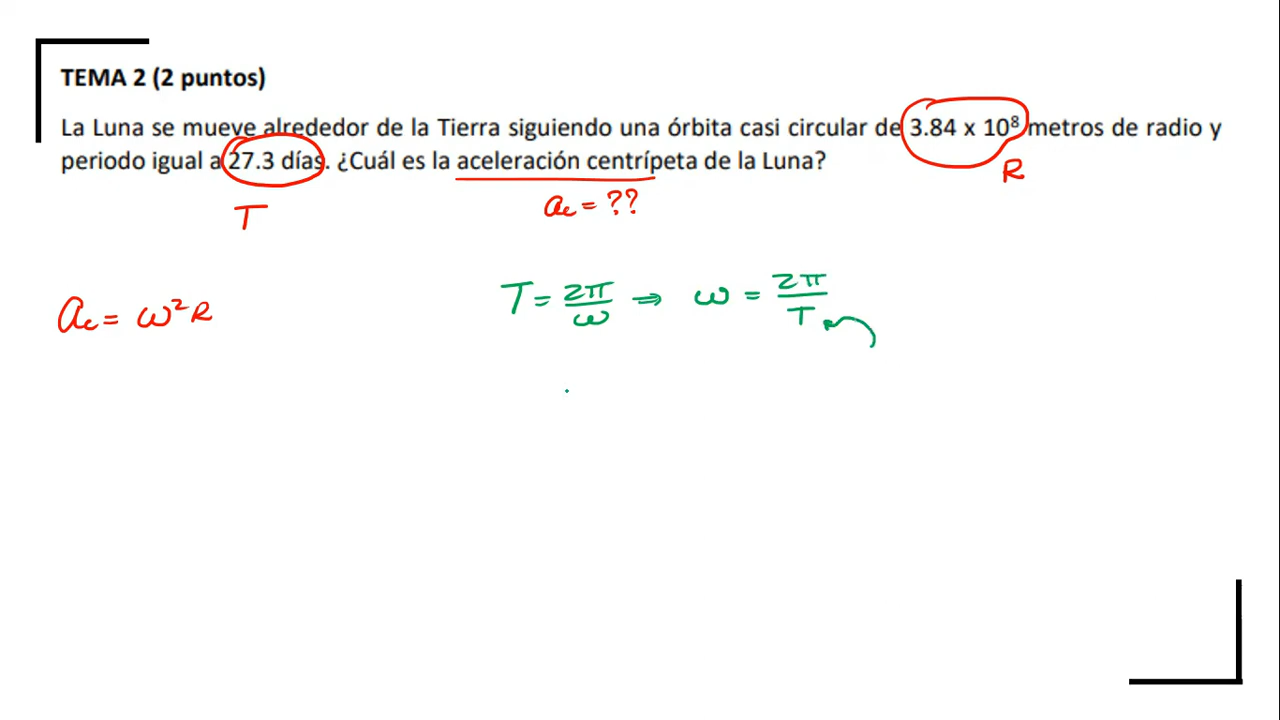 TEMA 2 (2 puntos)
La Luna se mueve alrededor de la Tierra siguiendo una órbita casi circular de 3.84 x 10⁸ metros de radio y
periodo igual a 27.3 días. ¿Cuál es la aceleración centrípeta de la Luna?
R
T
ac = ??
ac = ω²R
T = 2π/ω ⇒ ω = 2π/T